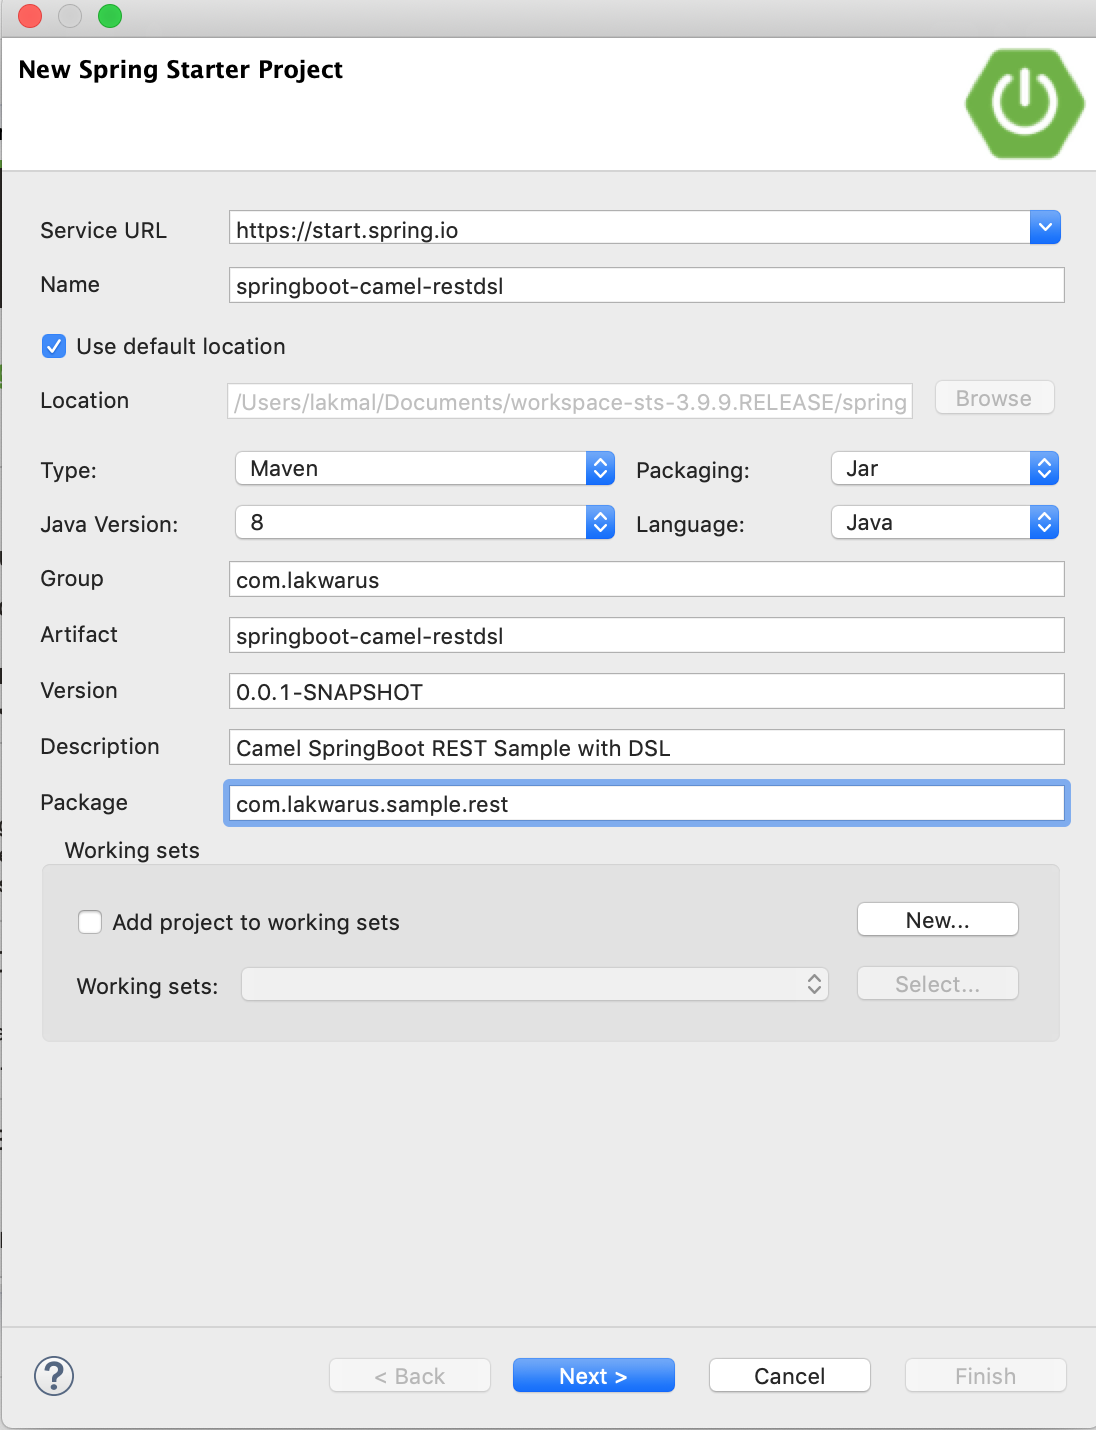 New Spring Starter Project
Service URL https://start.spring.io
Name springboot-camel-restdsl
Use default location
Location /Users/lakmal/Documents/workspace-sts-3.9.9.RELEASE/spring Browse
Type: Maven Packaging: Jar
Java Version: 8 Language: Java
Group com.lakwarus
Artifact springboot-camel-restdsl
Version 0.0.1-SNAPSHOT
Description Camel SpringBoot REST Sample with DSL
Package com.lakwarus.sample.rest
Working sets
Add project to working sets New...
Working sets: Select...
? < Back Next > Cancel Finish